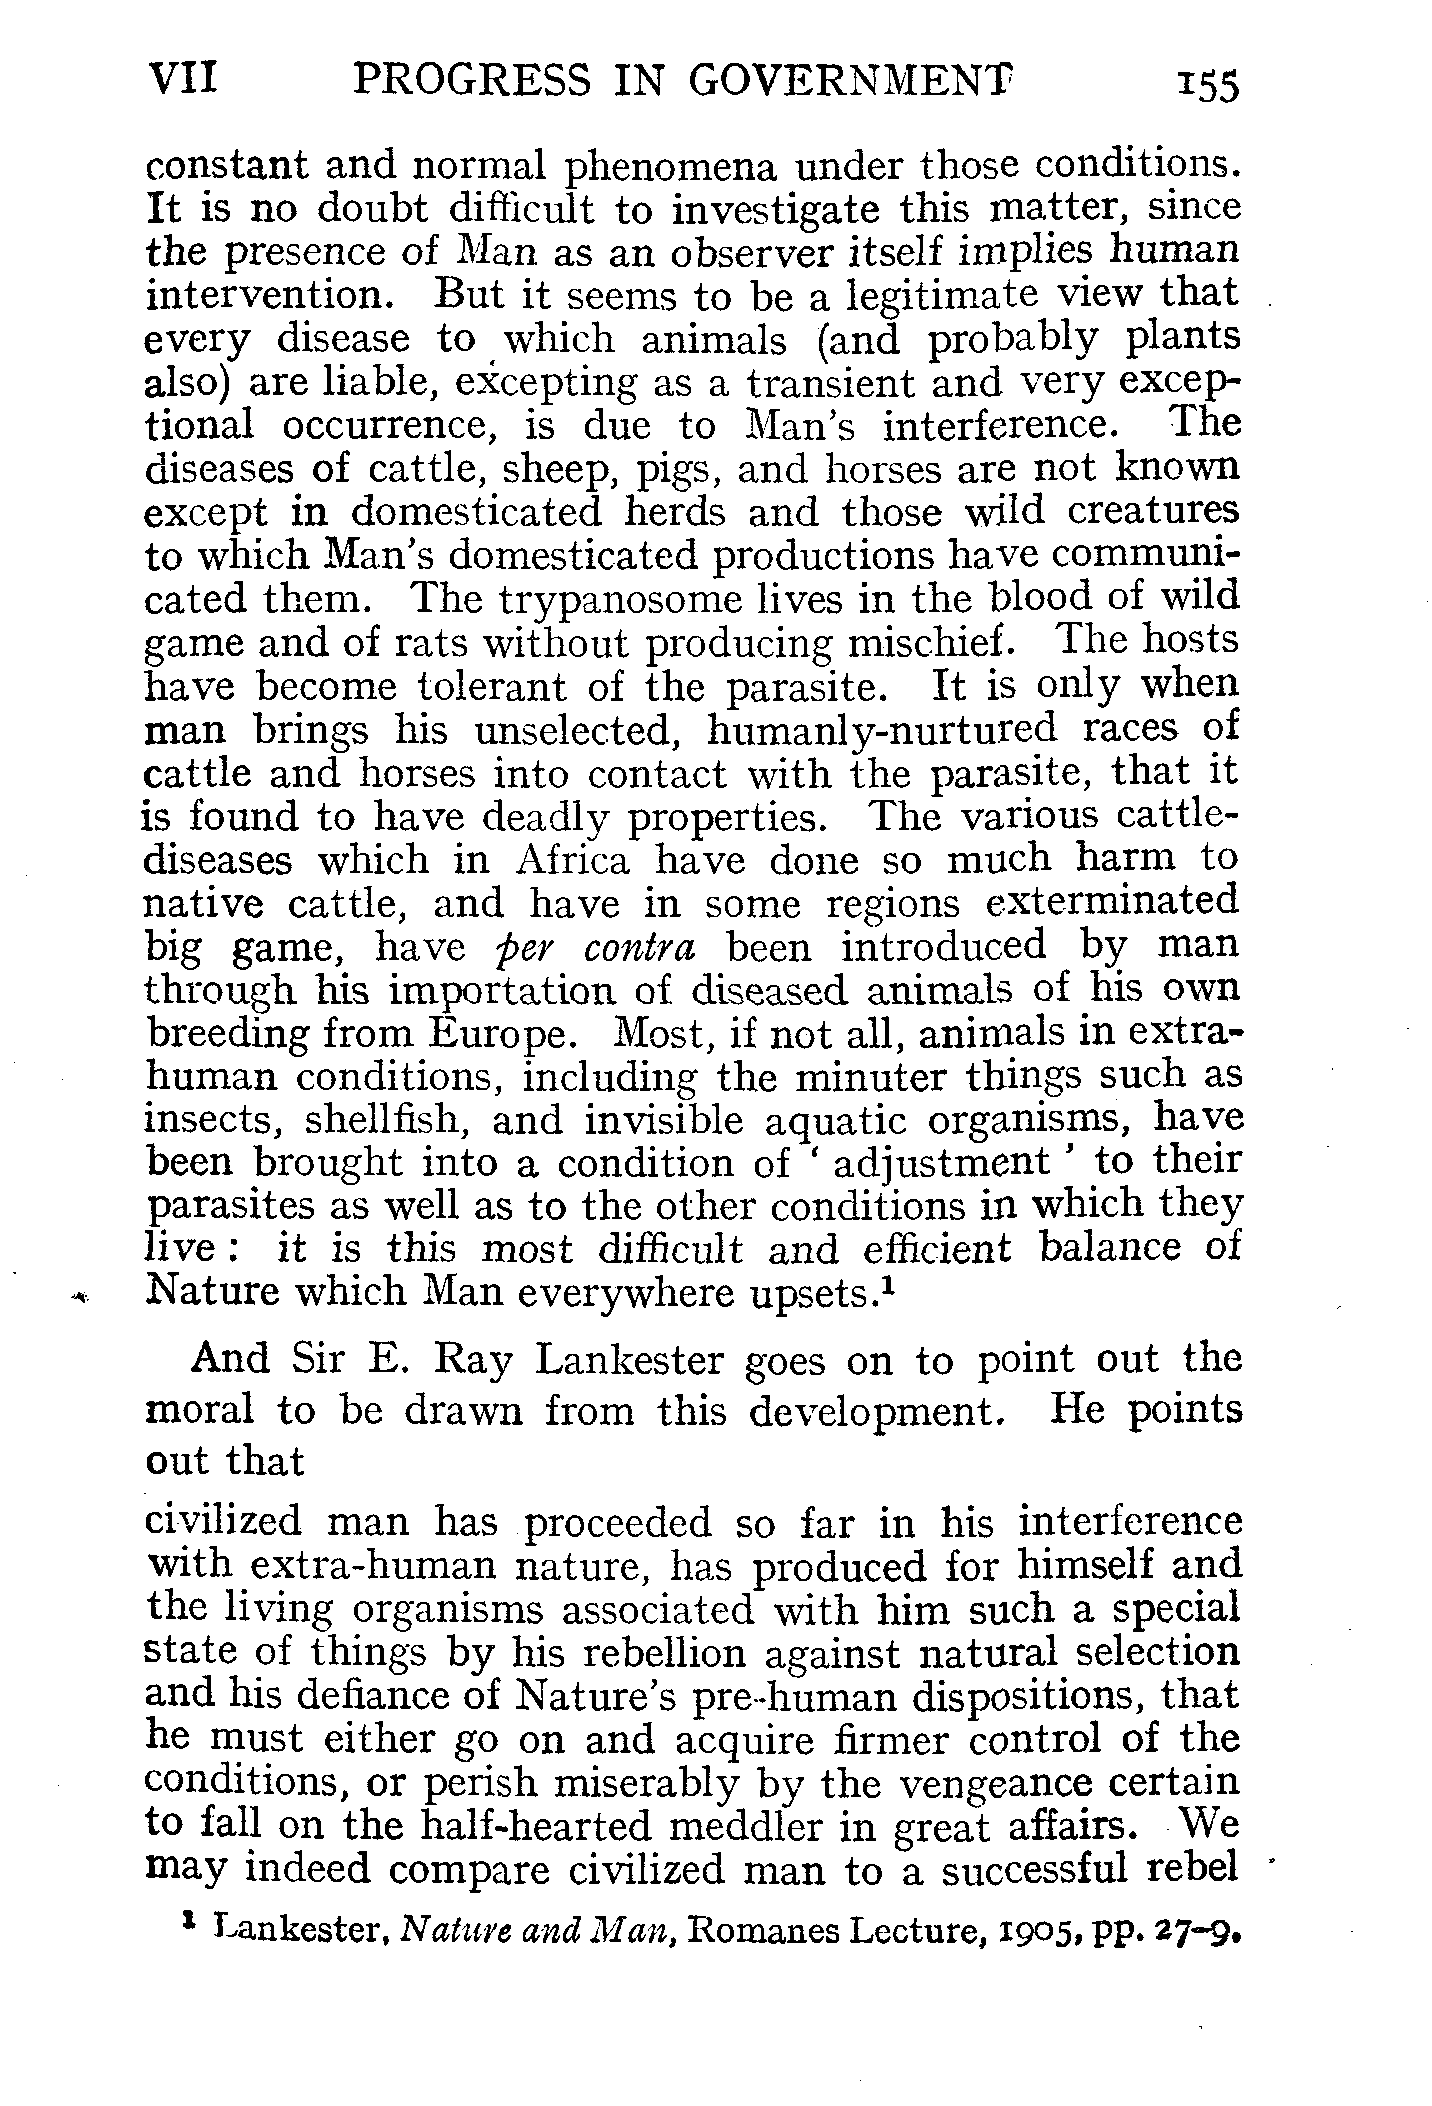 VII PROGRESS IN GOVERNMENT 155
constant and normal phenomena under those conditions.
It is no doubt difficult to investigate this matter, since
the presence of Man as an observer itself implies human
intervention. But it seems to be a legitimate view that
every disease to which animals (and probably plants
also) are liable, excepting as a transient and very excep-
tional occurrence, is due to Man's interference. The
diseases of cattle, sheep, pigs, and horses are not known
except in domesticated herds and those wild creatures
to which Man's domesticated productions have communi-
cated them. The trypanosome lives in the blood of wild
game and of rats without producing mischief. The hosts
have become tolerant of the parasite. It is only when
man brings his unselected, humanly-nurtured races of
cattle and horses into contact with the parasite, that it
is found to have deadly properties. The various cattle-
diseases which in Africa have done so much harm to
native cattle, and have in some regions exterminated
big game, have per contra been introduced by man
through his importation of diseased animals of his own
breeding from Europe. Most, if not all, animals in extra-
human conditions, including the minuter things such as
insects, shellfish, and invisible aquatic organisms, have
been brought into a condition of ‘ adjustment ’ to their
parasites as well as to the other conditions in which they
live : it is this most difficult and efficient balance of
Nature which Man everywhere upsets.¹
And Sir E. Ray Lankester goes on to point out the
moral to be drawn from this development. He points
out that
civilized man has proceeded so far in his interference
with extra-human nature, has produced for himself and
the living organisms associated with him such a special
state of things by his rebellion against natural selection
and his defiance of Nature's pre-human dispositions, that
he must either go on and acquire firmer control of the
conditions, or perish miserably by the vengeance certain
to fall on the half-hearted meddler in great affairs. We
may indeed compare civilized man to a successful rebel
¹ Lankester, Nature and Man, Romanes Lecture, 1905, pp. 27-9.